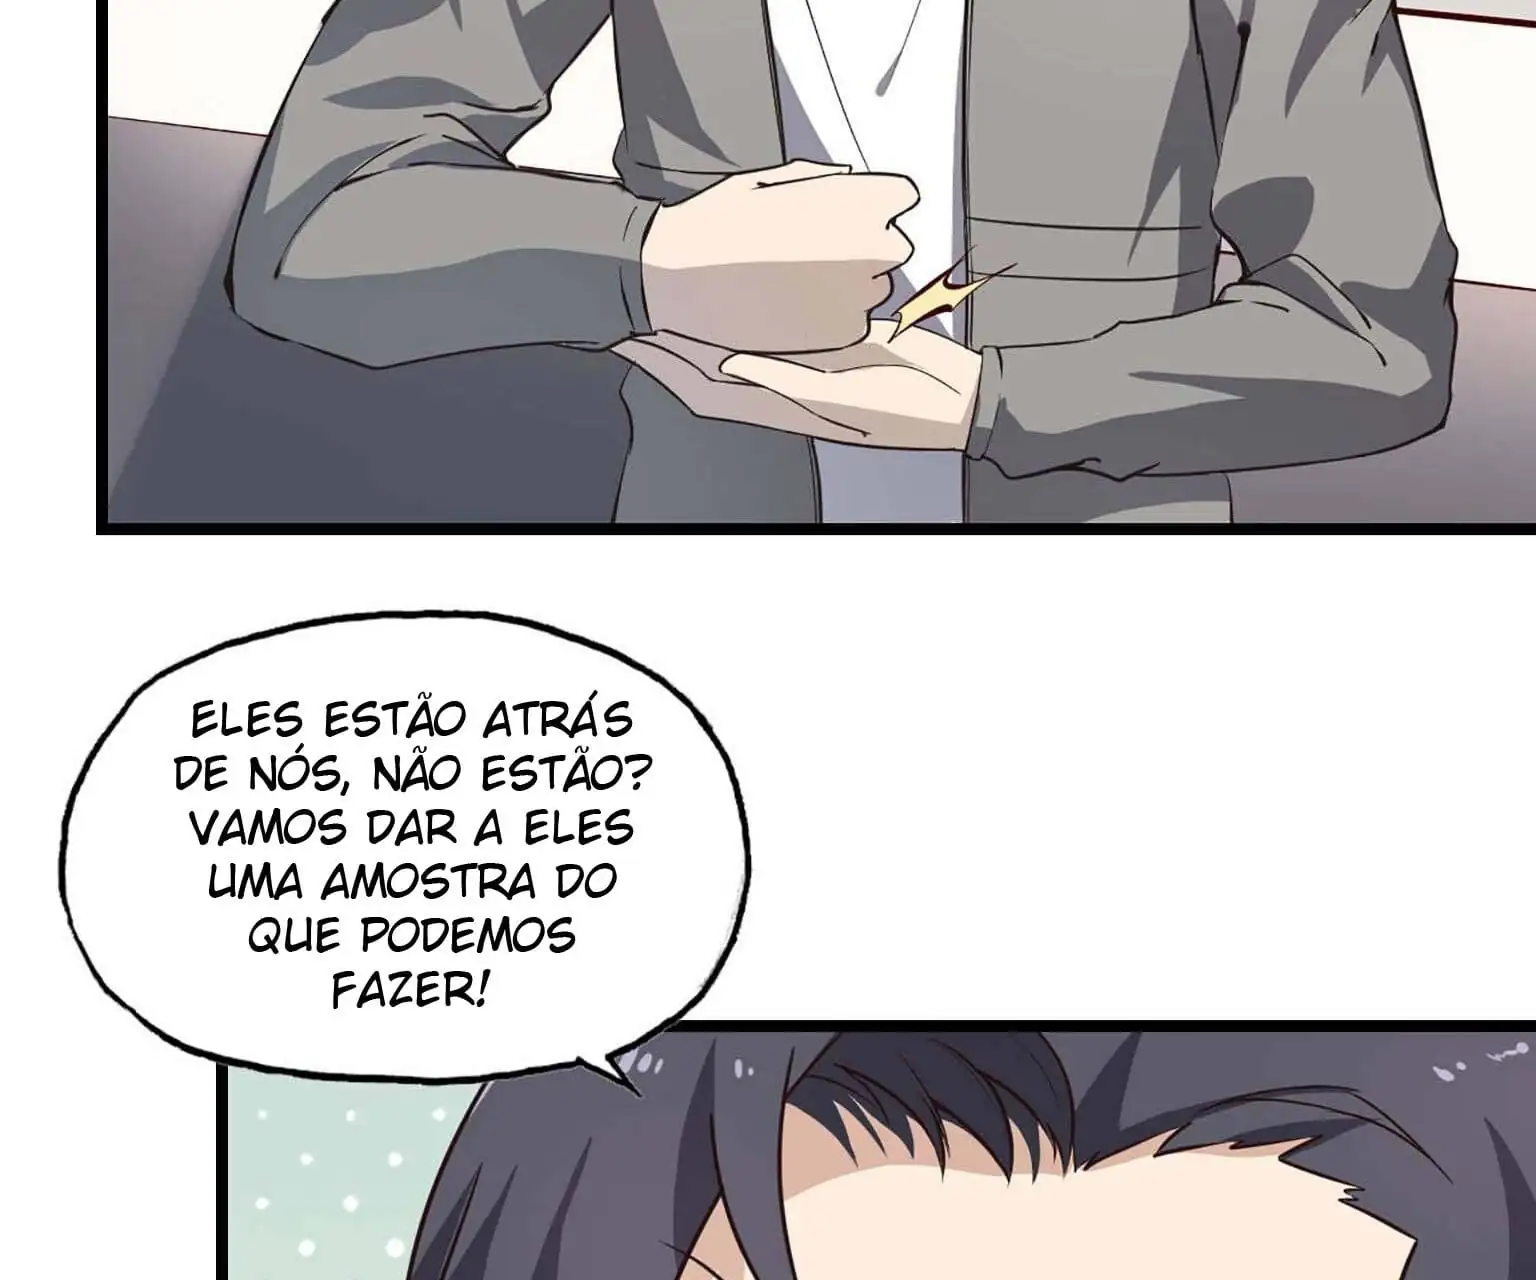 ELES ESTÃO ATRÁS
DE NÓS, NÃO ESTÃO?
VAMOS DAR A ELES
UMA AMOSTRA DO
QUE PODEMOS
FAZER!